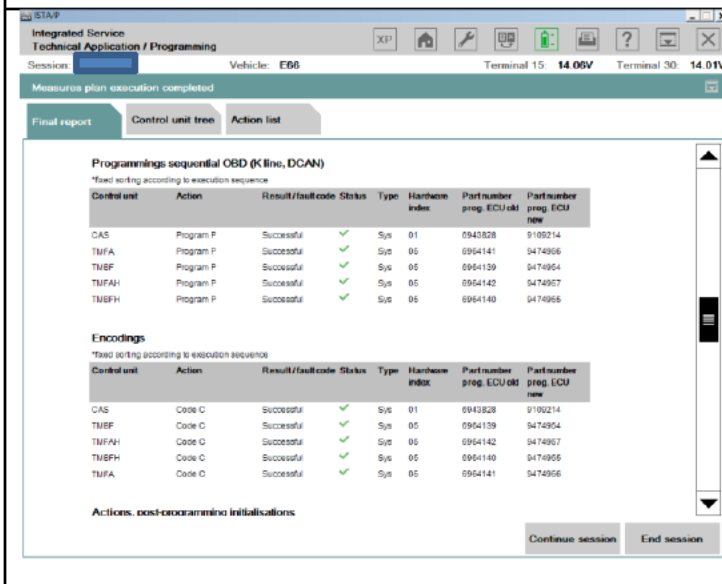 ISTA/P
Integrated Service
Technical Application / Programming
XP
?
Session:
Vehicle: E66
Terminal 15: 14.06V
Terminal 30: 14.01V
Measures plan execution completed
Final report
Control unit tree
Action list
Programmings sequential OBD (K line, DCAN)
*fixed sorting according to execution sequence
Control unit Action Result / fault code Status Type Hardware index Part number prog. ECU old Part number prog. ECU new
CAS Program P Successful Sys 01 6943828 9109214
TMFA Program P Successful Sys 05 6964141
TMBF Program P Successful Sys 05 6964139
TMFAH Program P Successful Sys 05 6964142 9474957
TMBFH Program P Successful Sys 05 6964140
Encodings
*fixed sorting according to execution sequence
Control unit Action Result / fault code Status Type Hardware index Part number prog. ECU old Part number prog. ECU new
CAS Code C Successful Sys 01 6943828 9109214
TMBF Code C Successful Sys 05 6964139
TMFAH Code C Successful Sys 05 6964142 9474957
TMBFH Code C Successful Sys 05 6964140
TMFA Code C Successful Sys 05 6964141
Actions, post-programming initialisations
Continue session
End session